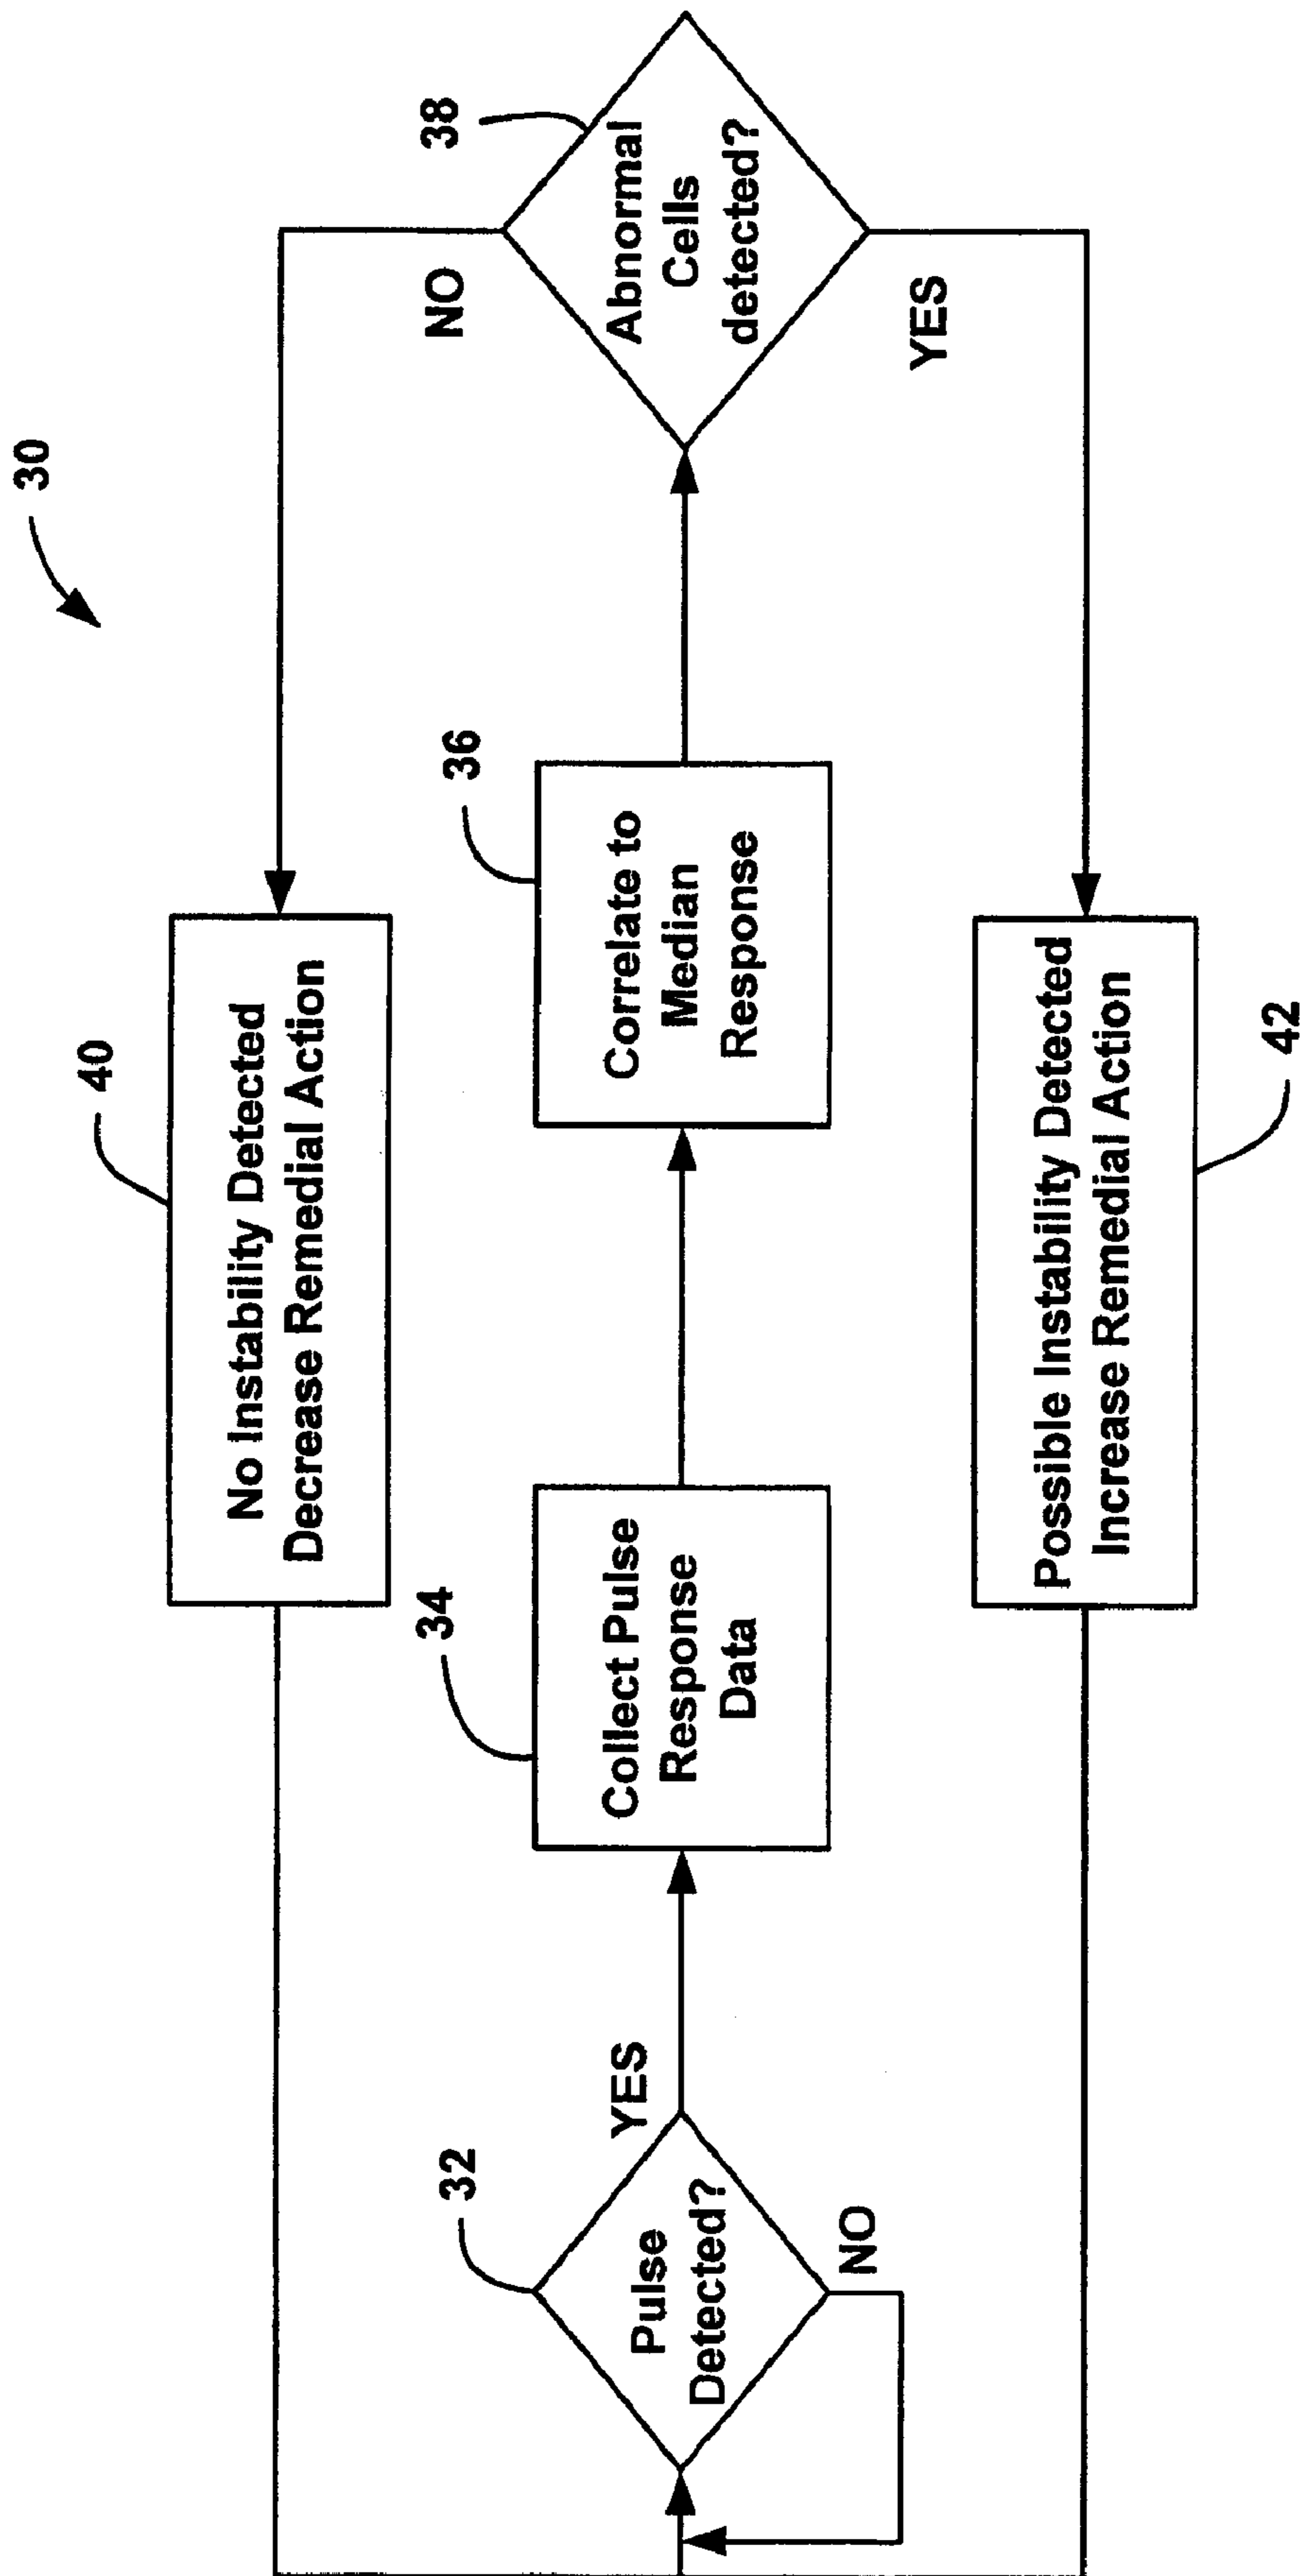 30
40
No Instability Detected
Decrease Remedial Action
32
Pulse
Detected?
YES
NO
34
Collect Pulse
Response
Data
36
Correlate to
Median
Response
38
Abnormal
Cells
detected?
NO
YES
Possible Instability Detected
Increase Remedial Action
42